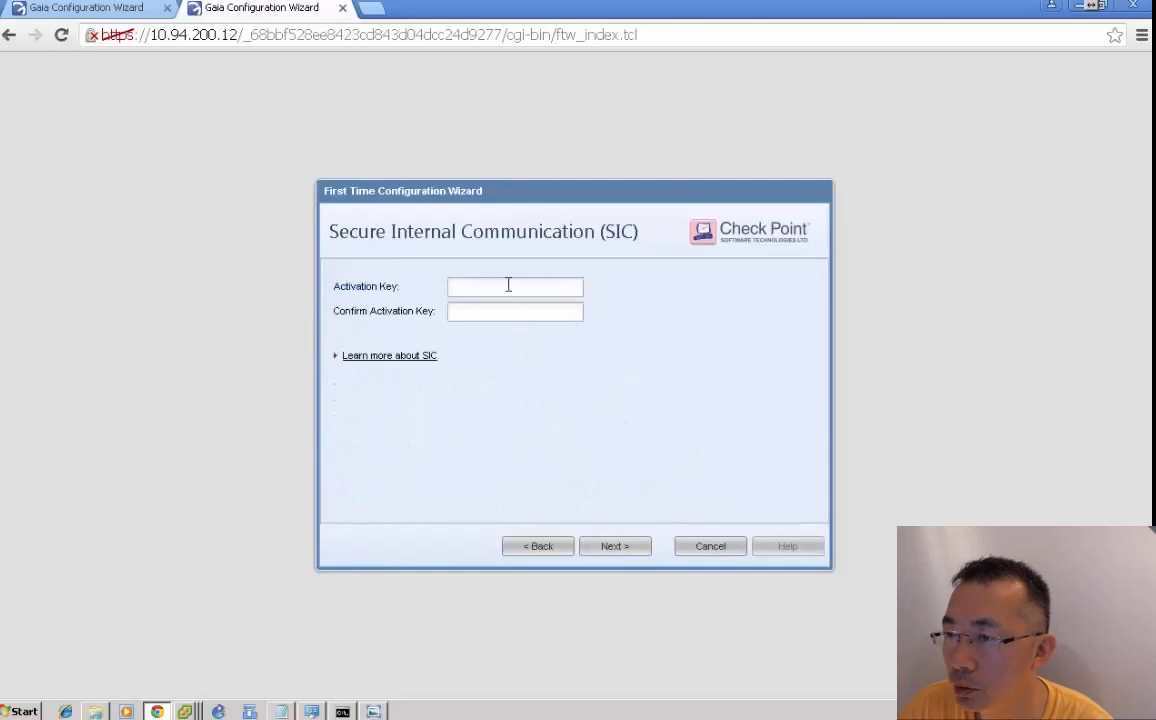 Gaia Configuration Wizard
Gaia Configuration Wizard
https://10.94.200.12/_68bbf528ee8423cd843d04dcc24d9277/cgi-bin/ftw_index.tcl
First Time Configuration Wizard
Secure Internal Communication (SIC)
Check Point
SOFTWARE TECHNOLOGIES LTD.
Activation Key:
Confirm Activation Key:
Learn more about SIC
< Back
Next >
Cancel
Help
Start